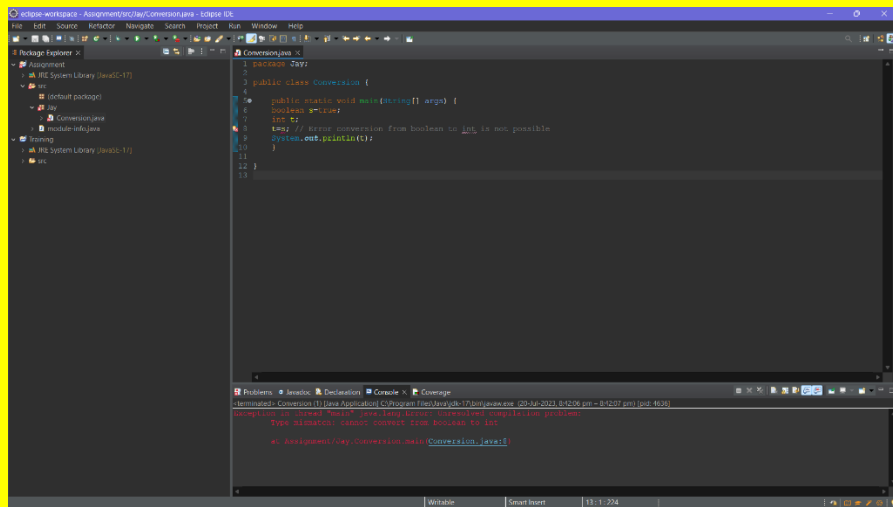 eclipse-workspace - Assignment/src/Jay/Conversion.java - Eclipse IDE
File Edit Source Refactor Navigate Search Project Run Window Help
Package Explorer
Assignment
JRE System Library [JavaSE-17]
src
(default package)
Jay
Conversion.java
module-info.java
Training
JRE System Library [JavaSE-17]
src
Conversion.java
1 package Jay;
2
3 public class Conversion {
4
5 public static void main(String[] args) {
6 boolean s=true;
7 int t;
8 t=s; // Error conversion from boolean to int is not possible
9 System.out.println(t);
10 }
11
12 }
13
Problems Javadoc Declaration Console Coverage
<terminated> Conversion (1) [Java Application] C:\Program Files\Java\jdk-17\bin\javaw.exe (20-Jul-2023, 8:42:06 pm – 8:42:07 pm) [pid: 4636]
Exception in thread "main" java.lang.Error: Unresolved compilation problem:
Type mismatch: cannot convert from boolean to int
at Assignment/Jay.Conversion.main(Conversion.java:8)
Writable Smart Insert 13 : 1 : 224